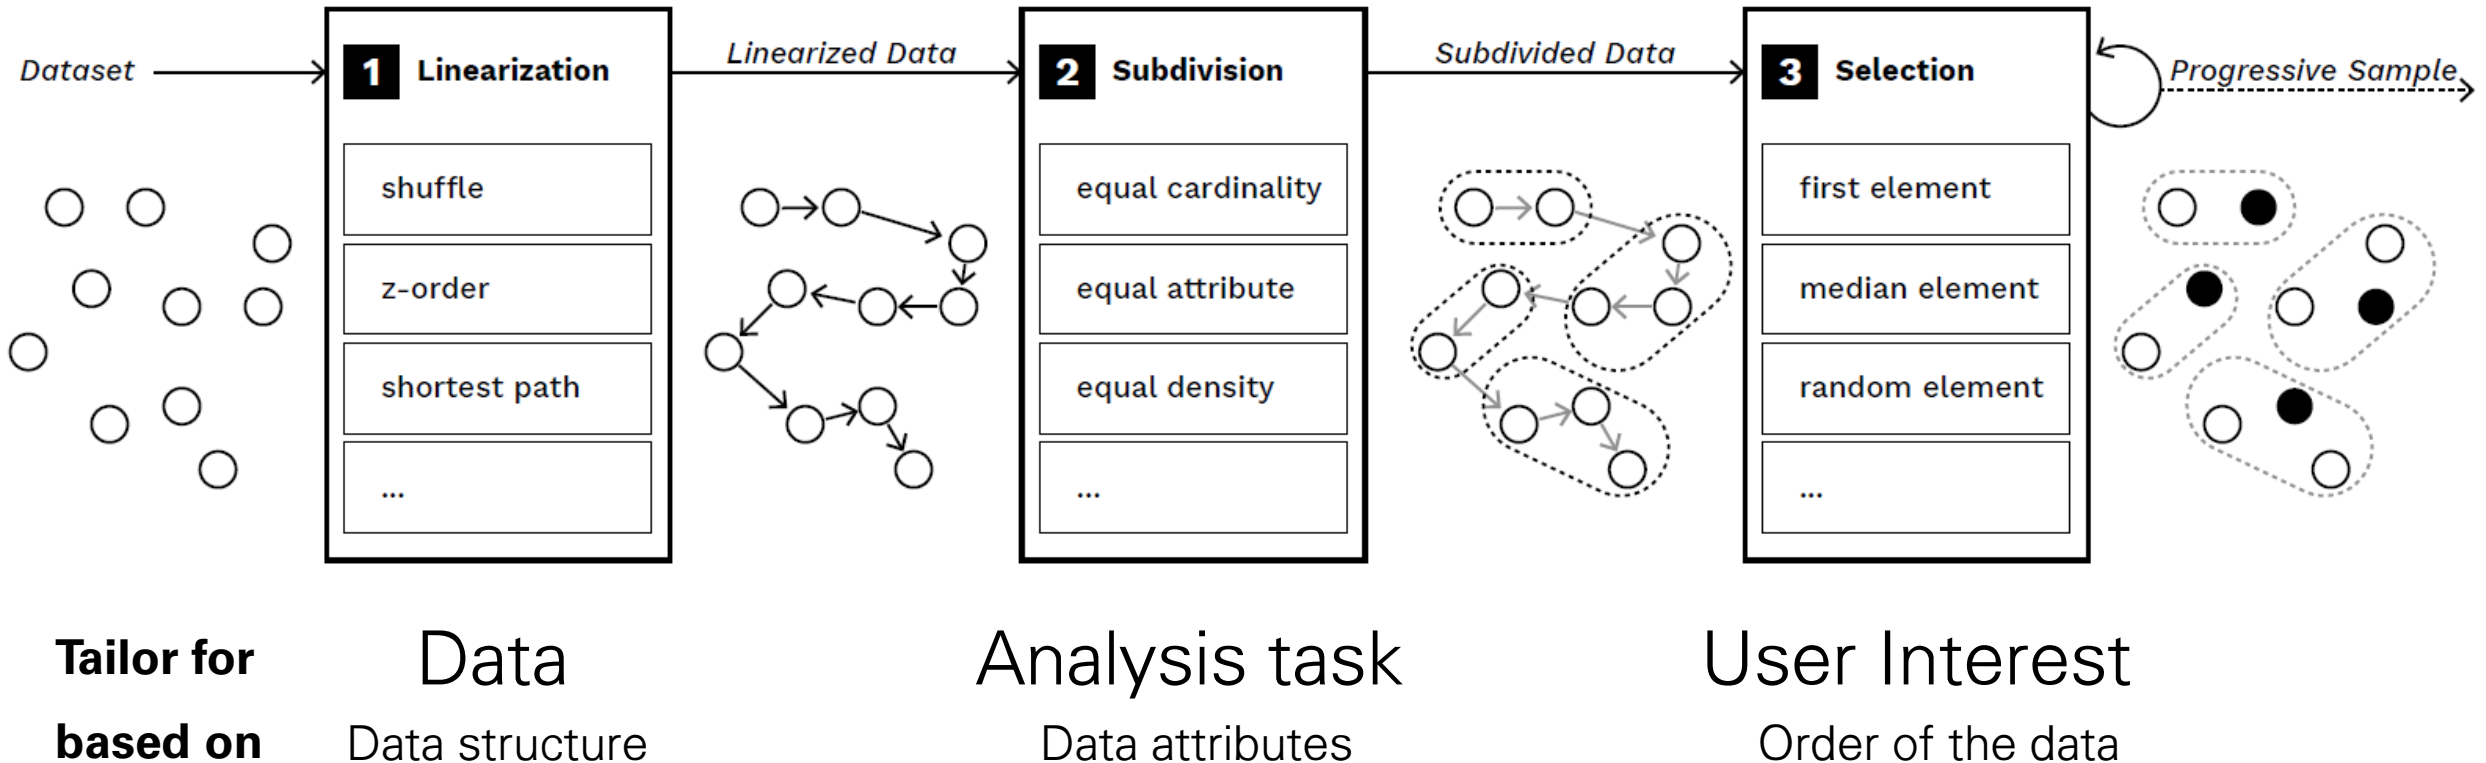 Dataset
1 Linearization
shuffle
z-order
shortest path
...
Linearized Data
2 Subdivision
equal cardinality
equal attribute
equal density
...
Subdivided Data
3 Selection
first element
median element
random element
...
Progressive Sample
Tailor for Data Analysis task User Interest
based on Data structure Data attributes Order of the data